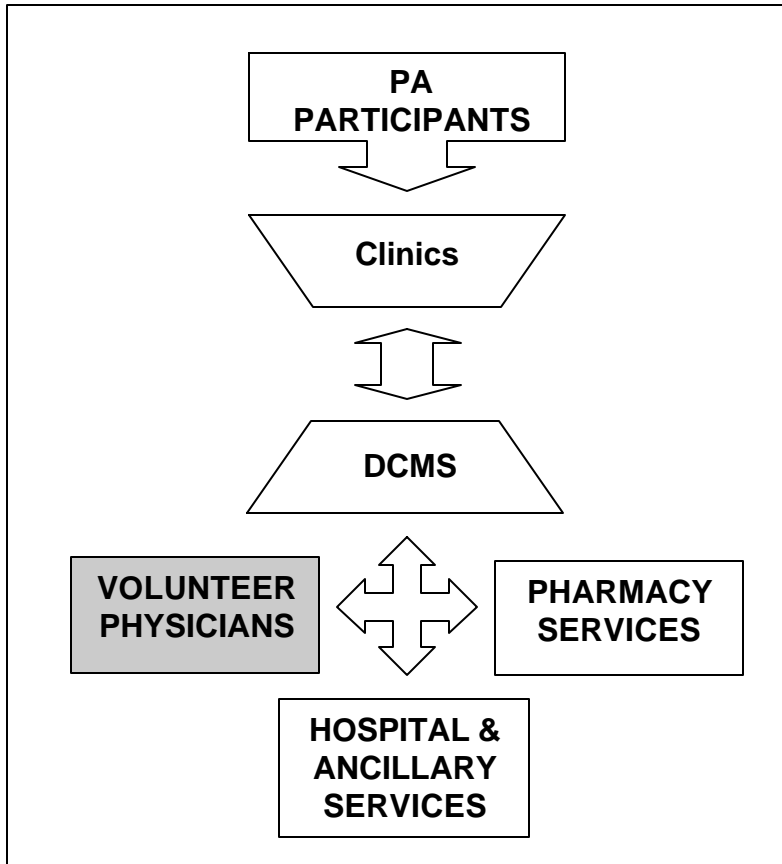 PA
PARTICIPANTS
Clinics
DCMS
VOLUNTEER
PHYSICIANS
PHARMACY
SERVICES
HOSPITAL &
ANCILLARY
SERVICES